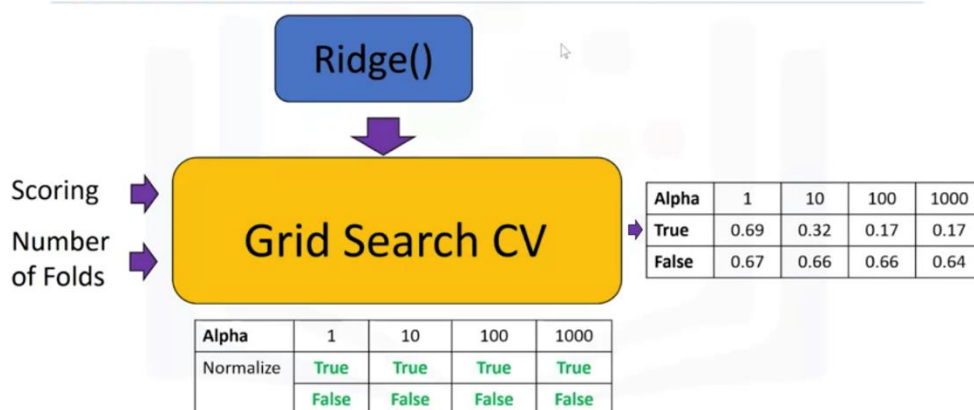 Ridge()
Scoring
Number
of Folds
Grid Search CV
Alpha 1 10 100 1000
True 0.69 0.32 0.17 0.17
False 0.67 0.66 0.66 0.64
Alpha 1 10 100 1000
Normalize True True True True
False False False False